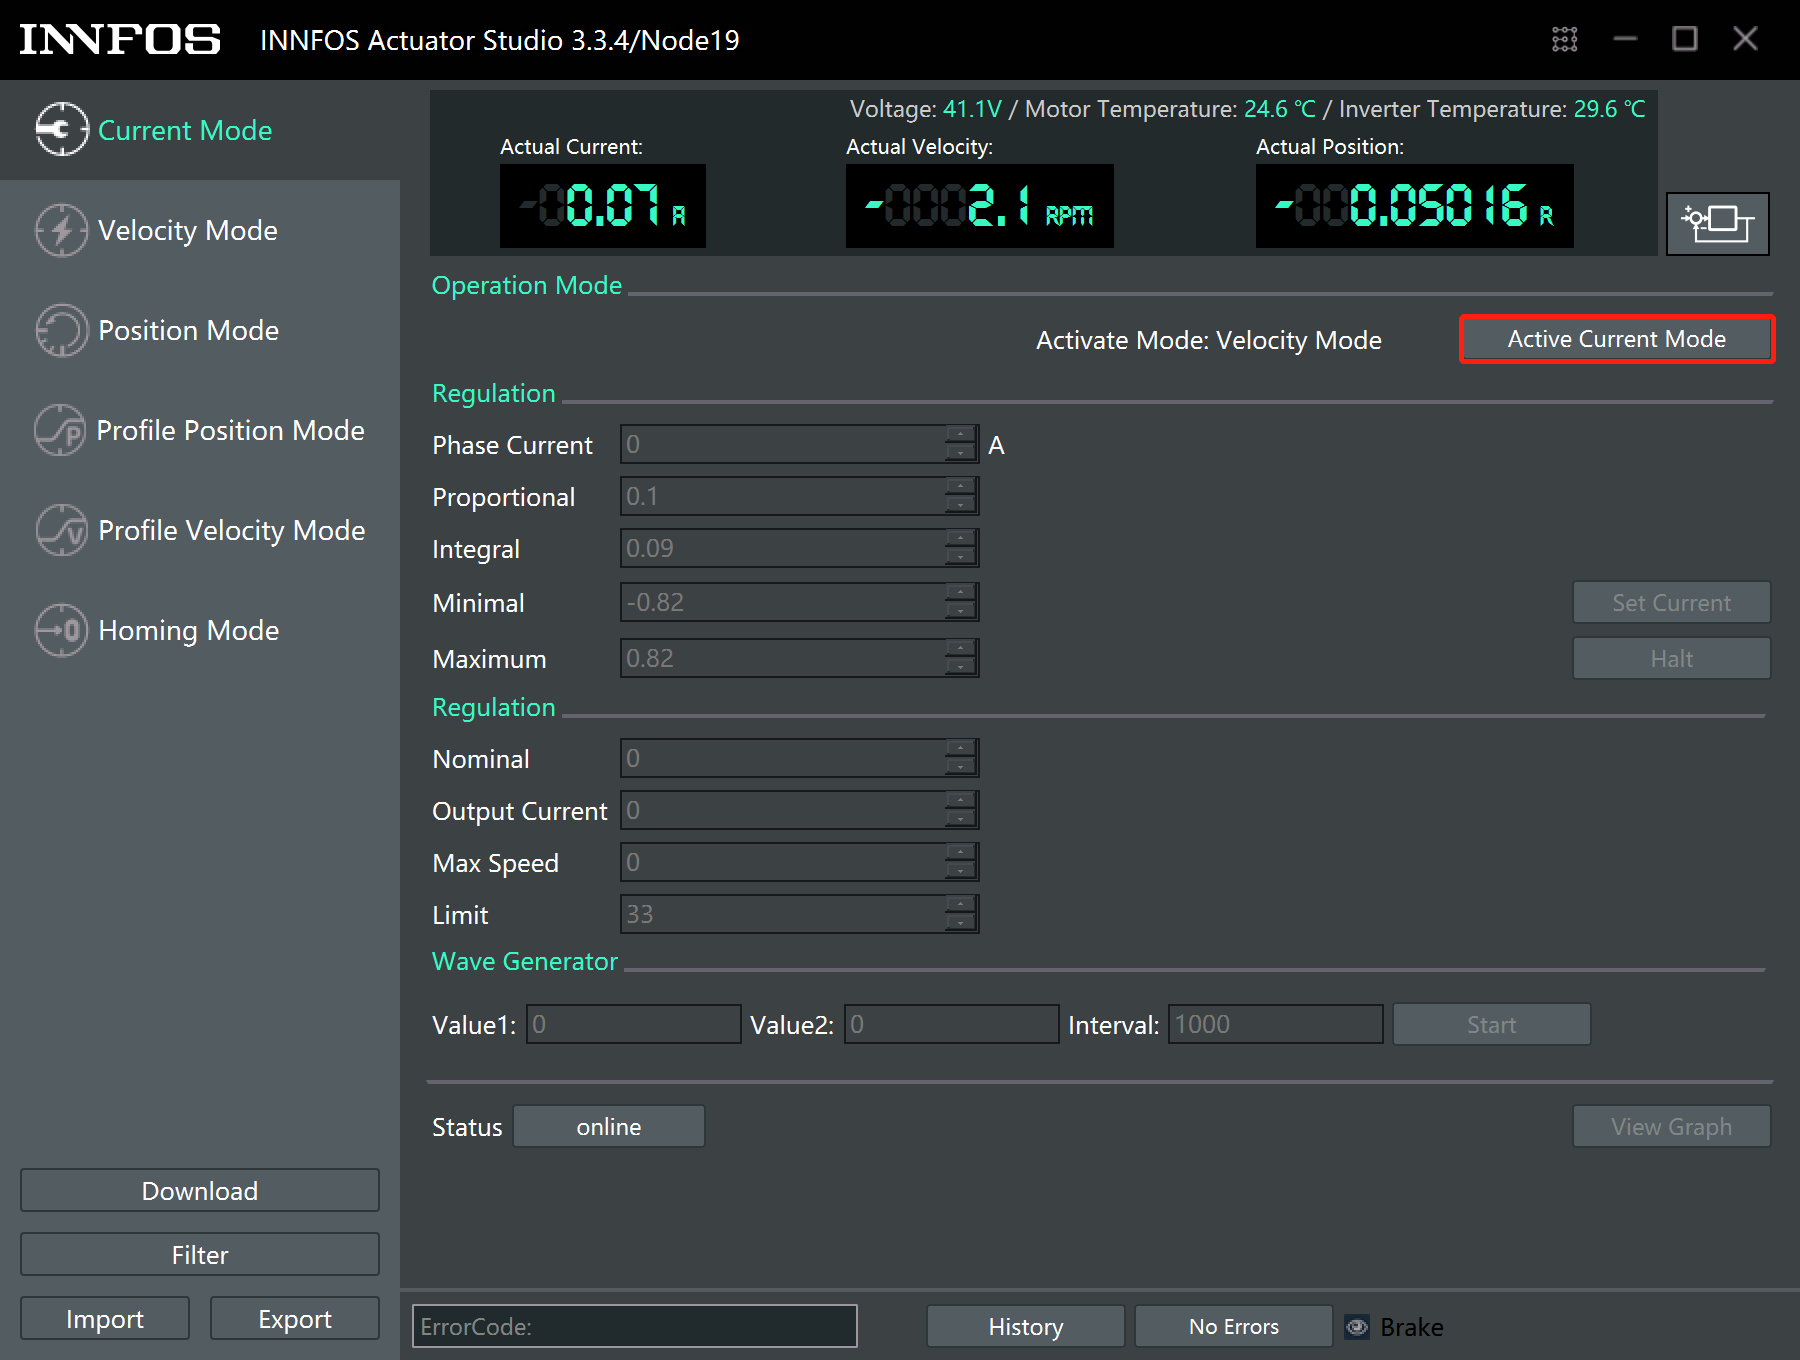 INNFOS
INNFOS Actuator Studio 3.3.4/Node19
Current Mode
Velocity Mode
Position Mode
Profile Position Mode
Profile Velocity Mode
Homing Mode
Download
Filter
Import
Export
Voltage: 41.1V / Motor Temperature: 24.6 ℃ / Inverter Temperature: 29.6 ℃
Actual Current:
Actual Velocity:
Actual Position:
0.07 A
-2.1 RPM
-0.05016 R
Operation Mode
Activate Mode: Velocity Mode
Active Current Mode
Regulation
Phase Current 0 A
Proportional 0.1
Integral 0.09
Minimal -0.82
Set Current
Maximum 0.82
Halt
Regulation
Nominal 0
Output Current 0
Max Speed 0
Limit 33
Wave Generator
Value1: 0 Value2: 0 Interval: 1000 Start
Status online
View Graph
ErrorCode:
History
No Errors
Brake